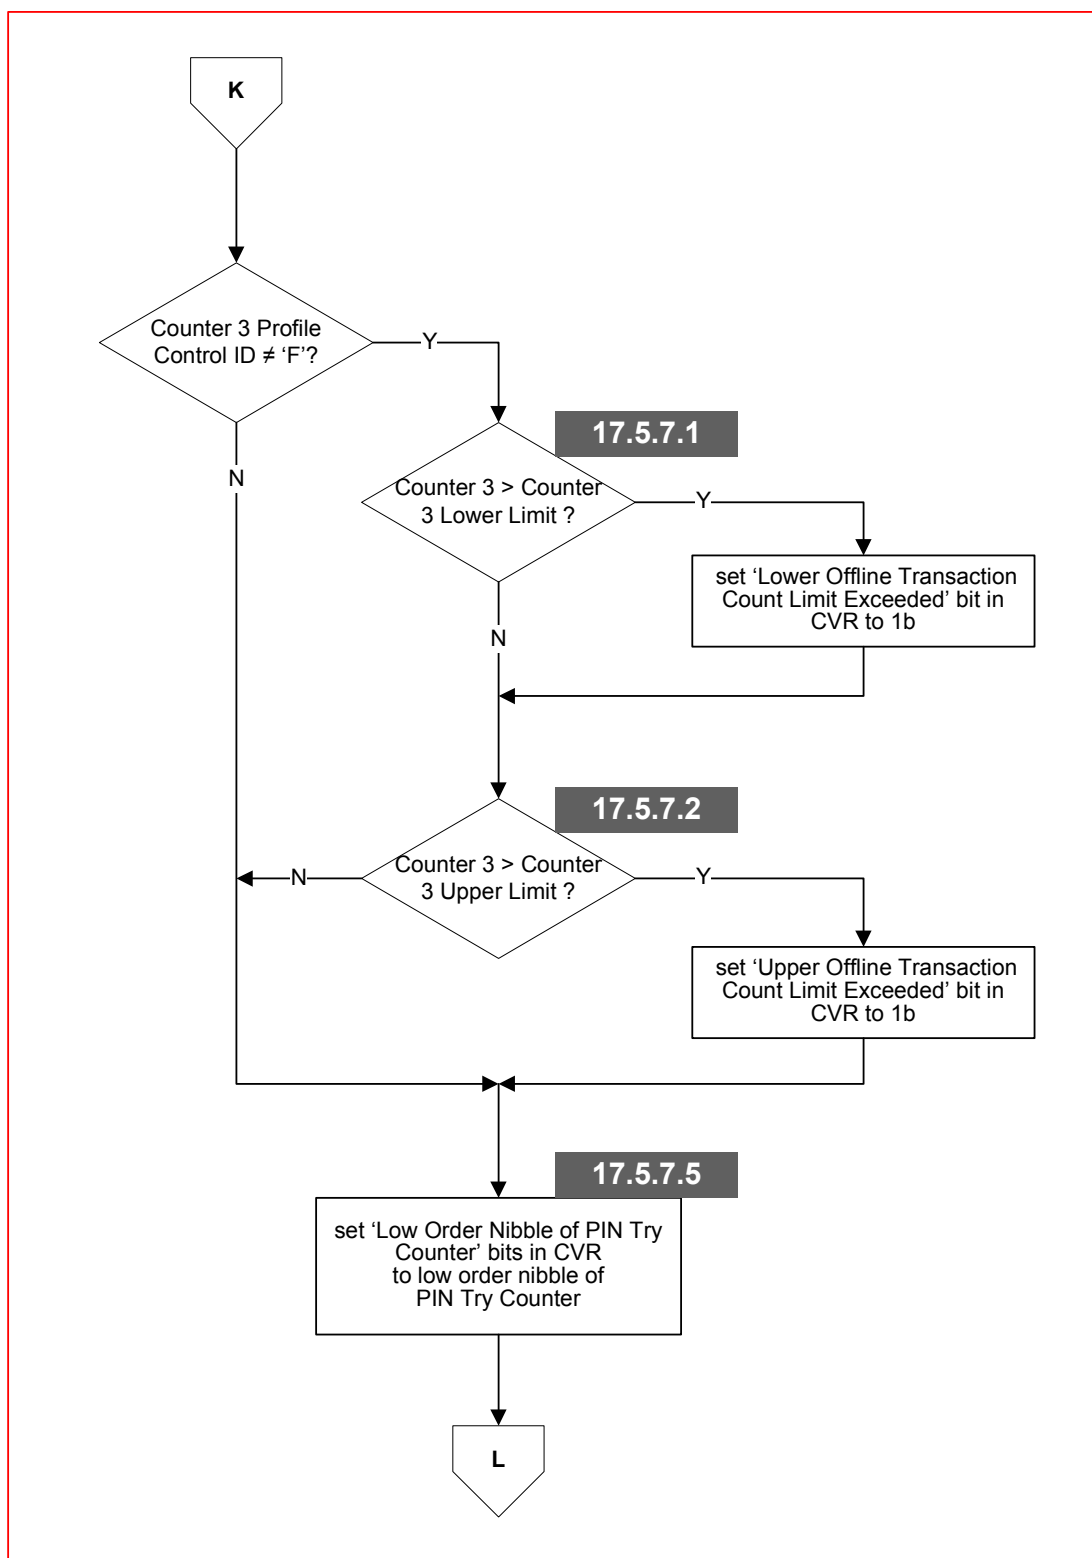 K
Counter 3 Profile
Control ID ≠ ‘F’?
Y
17.5.7.1
N
Counter 3 > Counter
3 Lower Limit ?
Y
set ‘Lower Offline Transaction
Count Limit Exceeded’ bit in
CVR to 1b
N
17.5.7.2
Counter 3 > Counter
3 Upper Limit ?
N
Y
set ‘Upper Offline Transaction
Count Limit Exceeded’ bit in
CVR to 1b
17.5.7.5
set ‘Low Order Nibble of PIN Try
Counter’ bits in CVR
to low order nibble of
PIN Try Counter
L